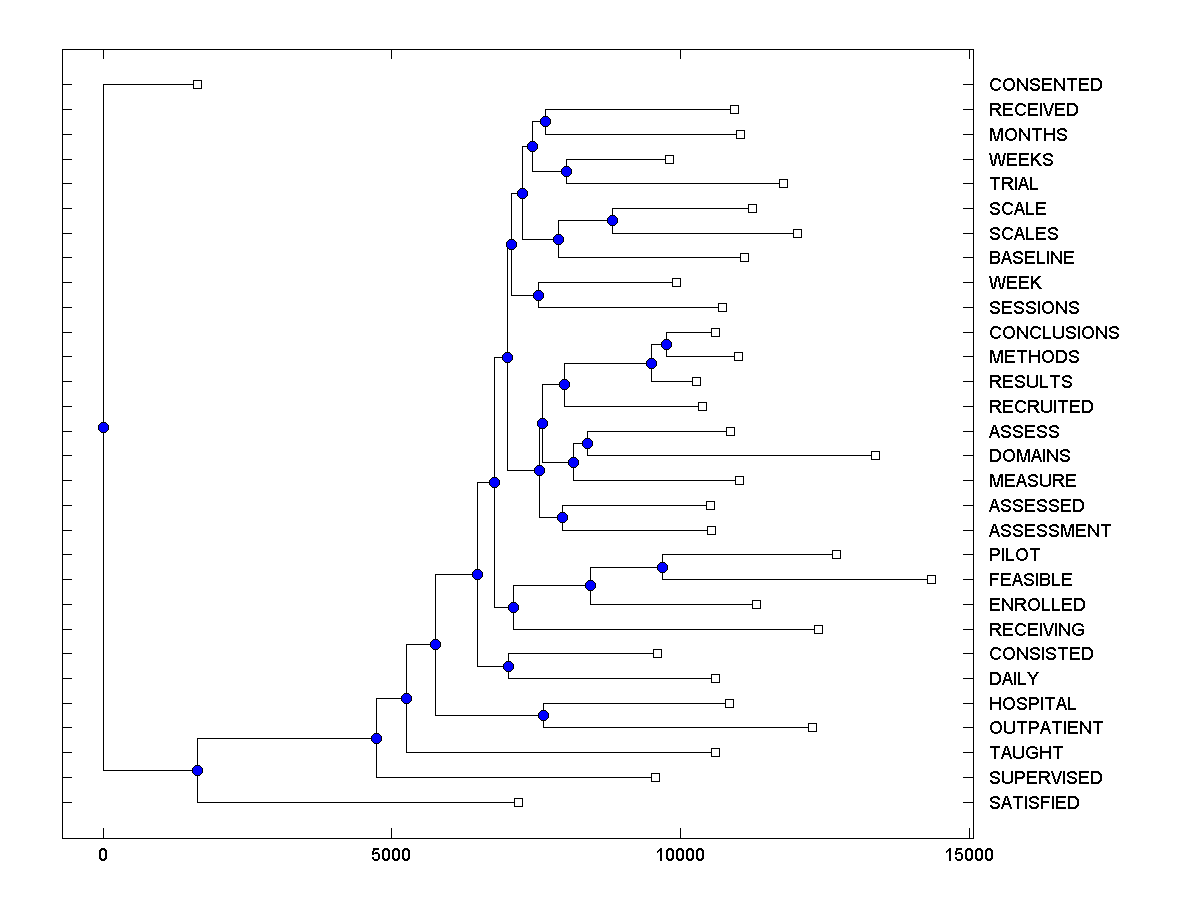 CONSENTED
RECEIVED
MONTHS
WEEKS
TRIAL
SCALE
SCALES
BASELINE
WEEK
SESSIONS
CONCLUSIONS
METHODS
RESULTS
RECRUITED
ASSESS
DOMAINS
MEASURE
ASSESSED
ASSESSMENT
PILOT
FEASIBLE
ENROLLED
RECEIVING
CONSISTED
DAILY
HOSPITAL
OUTPATIENT
TAUGHT
SUPERVISED
SATISFIED
0 5000 10000 15000